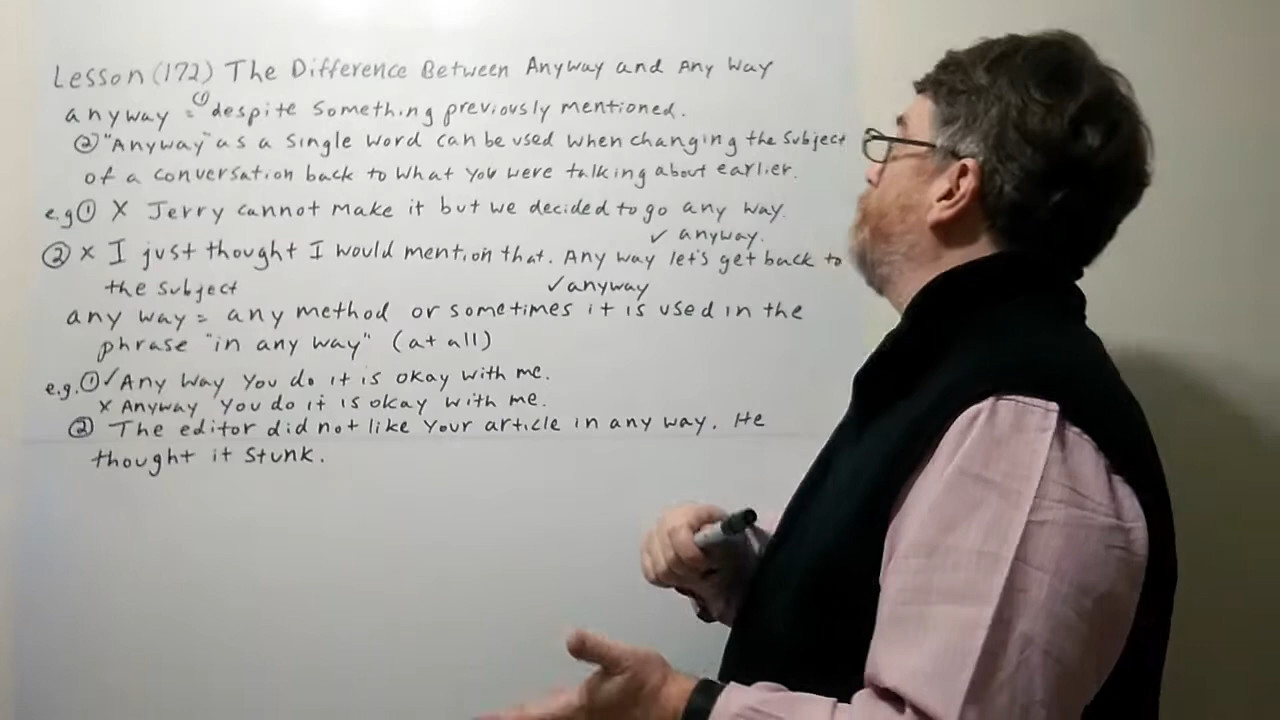 Lesson (172) The Difference Between Anyway and Any Way
anyway = ① despite something previously mentioned.
② "Anyway" as a single word can be used when changing the subject
of a conversation back to what you were talking about earlier.
e.g ① X Jerry cannot make it but we decided to go any way.
✓ anyway.
② X I just thought I would mention that. Any way let's get back to
the subject ✓ anyway
any way = any method or sometimes it is used in the
phrase "in any way" (at all)
e.g. ① ✓ Any Way You do it is okay with me.
X Anyway You do it is okay with me.
② The editor did not like your article in any way. He
thought it stunk.